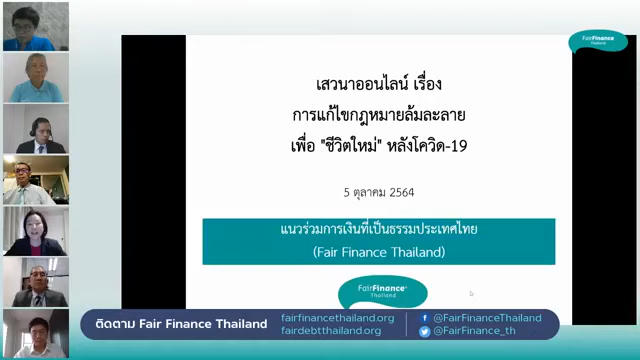 FairFinance
Thailand
เสวนาออนไลน์ เรื่อง
การแก้ไขกฎหมายล้มละลาย
เพื่อ "ชีวิตใหม่" หลังโควิด-19
5 ตุลาคม 2564
แนวร่วมการเงินที่เป็นธรรมประเทศไทย
(Fair Finance Thailand)
FairFinance
Thailand
ติดตาม Fair Finance Thailand
fairfinancethailand.org
fairdebtthailand.org
@FairFinanceThailand
@FairFinance_th